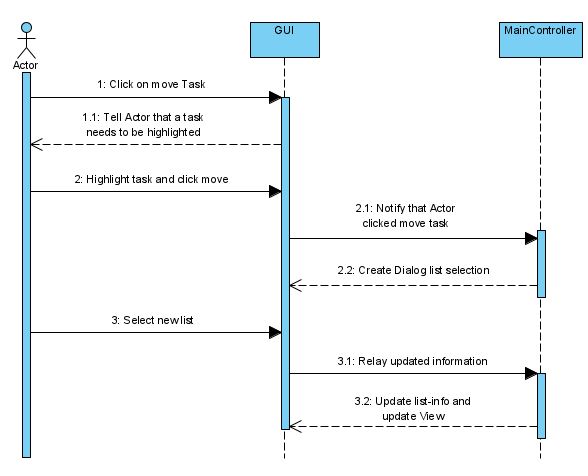 GUI
MainController
Actor
1: Click on move Task
1.1: Tell Actor that a task
needs to be highlighted
2: Highlight task and click move
2.1: Notify that Actor
clicked move task
2.2: Create Dialog list selection
3: Select new list
3.1: Relay updated information
3.2: Update list-info and
update View